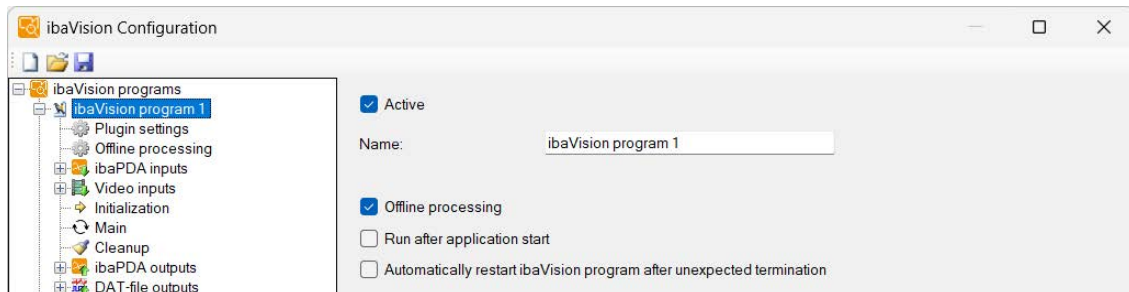 ibaVision Configuration
ibaVision programs
ibaVision program 1
Plugin settings
Offline processing
ibaPDA inputs
Video inputs
Initialization
Main
Cleanup
ibaPDA outputs
DAT-file outputs
Active
Name: ibaVision program 1
Offline processing
Run after application start
Automatically restart ibaVision program after unexpected termination